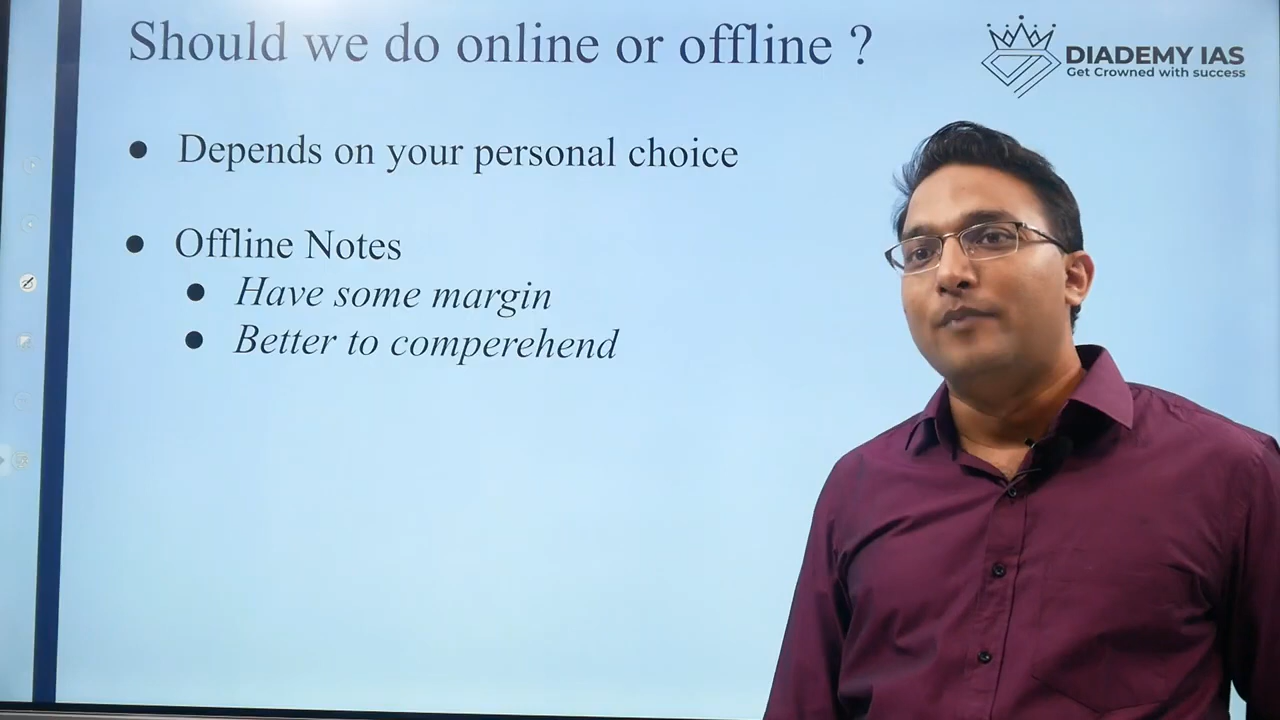 Should we do online or offline ?
DIADEMY IAS
Get Crowned with success
● Depends on your personal choice
● Offline Notes
● Have some margin
● Better to comperehend